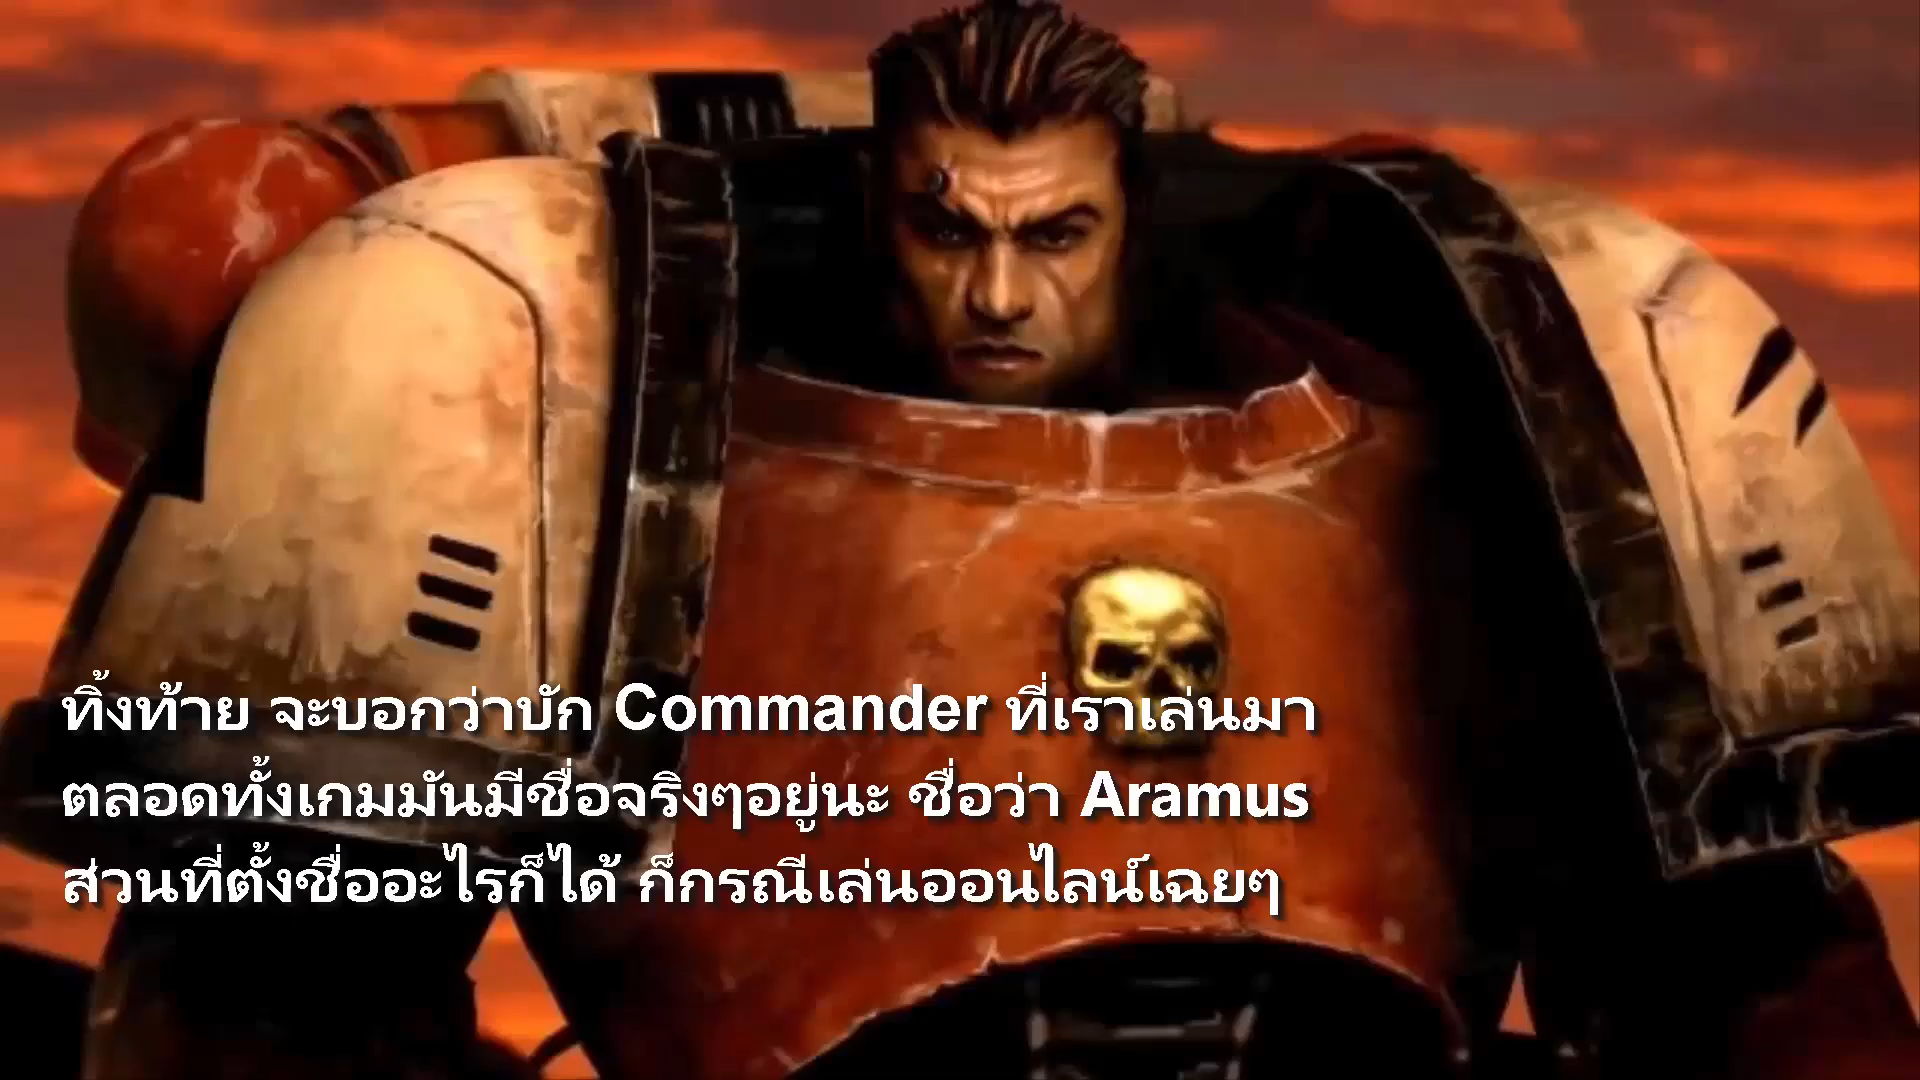 ทิ้งท้าย จะบอกว่าบัก Commander ที่เราเล่นมา
ตลอดทั้งเกมมันมีชื่อจริงๆอยู่นะ ชื่อว่า Aramus
ส่วนที่ตั้งชื่ออะไรก็ได้ ก็กรณีเล่นออนไลน์เฉยๆ